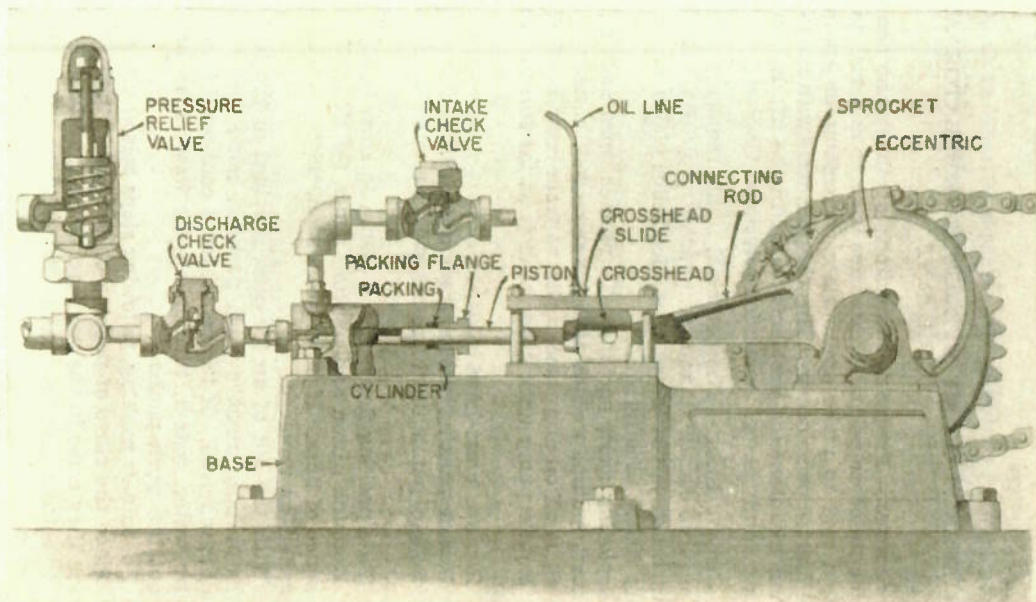 PRESSURE
RELIEF
VALVE
INTAKE
CHECK
VALVE
OIL LINE
SPROCKET
ECCENTRIC
CONNECTING
ROD
DISCHARGE
CHECK
VALVE
CROSSHEAD
SLIDE
PACKING FLANGE
PACKING
PISTON
CROSSHEAD
CYLINDER
BASE